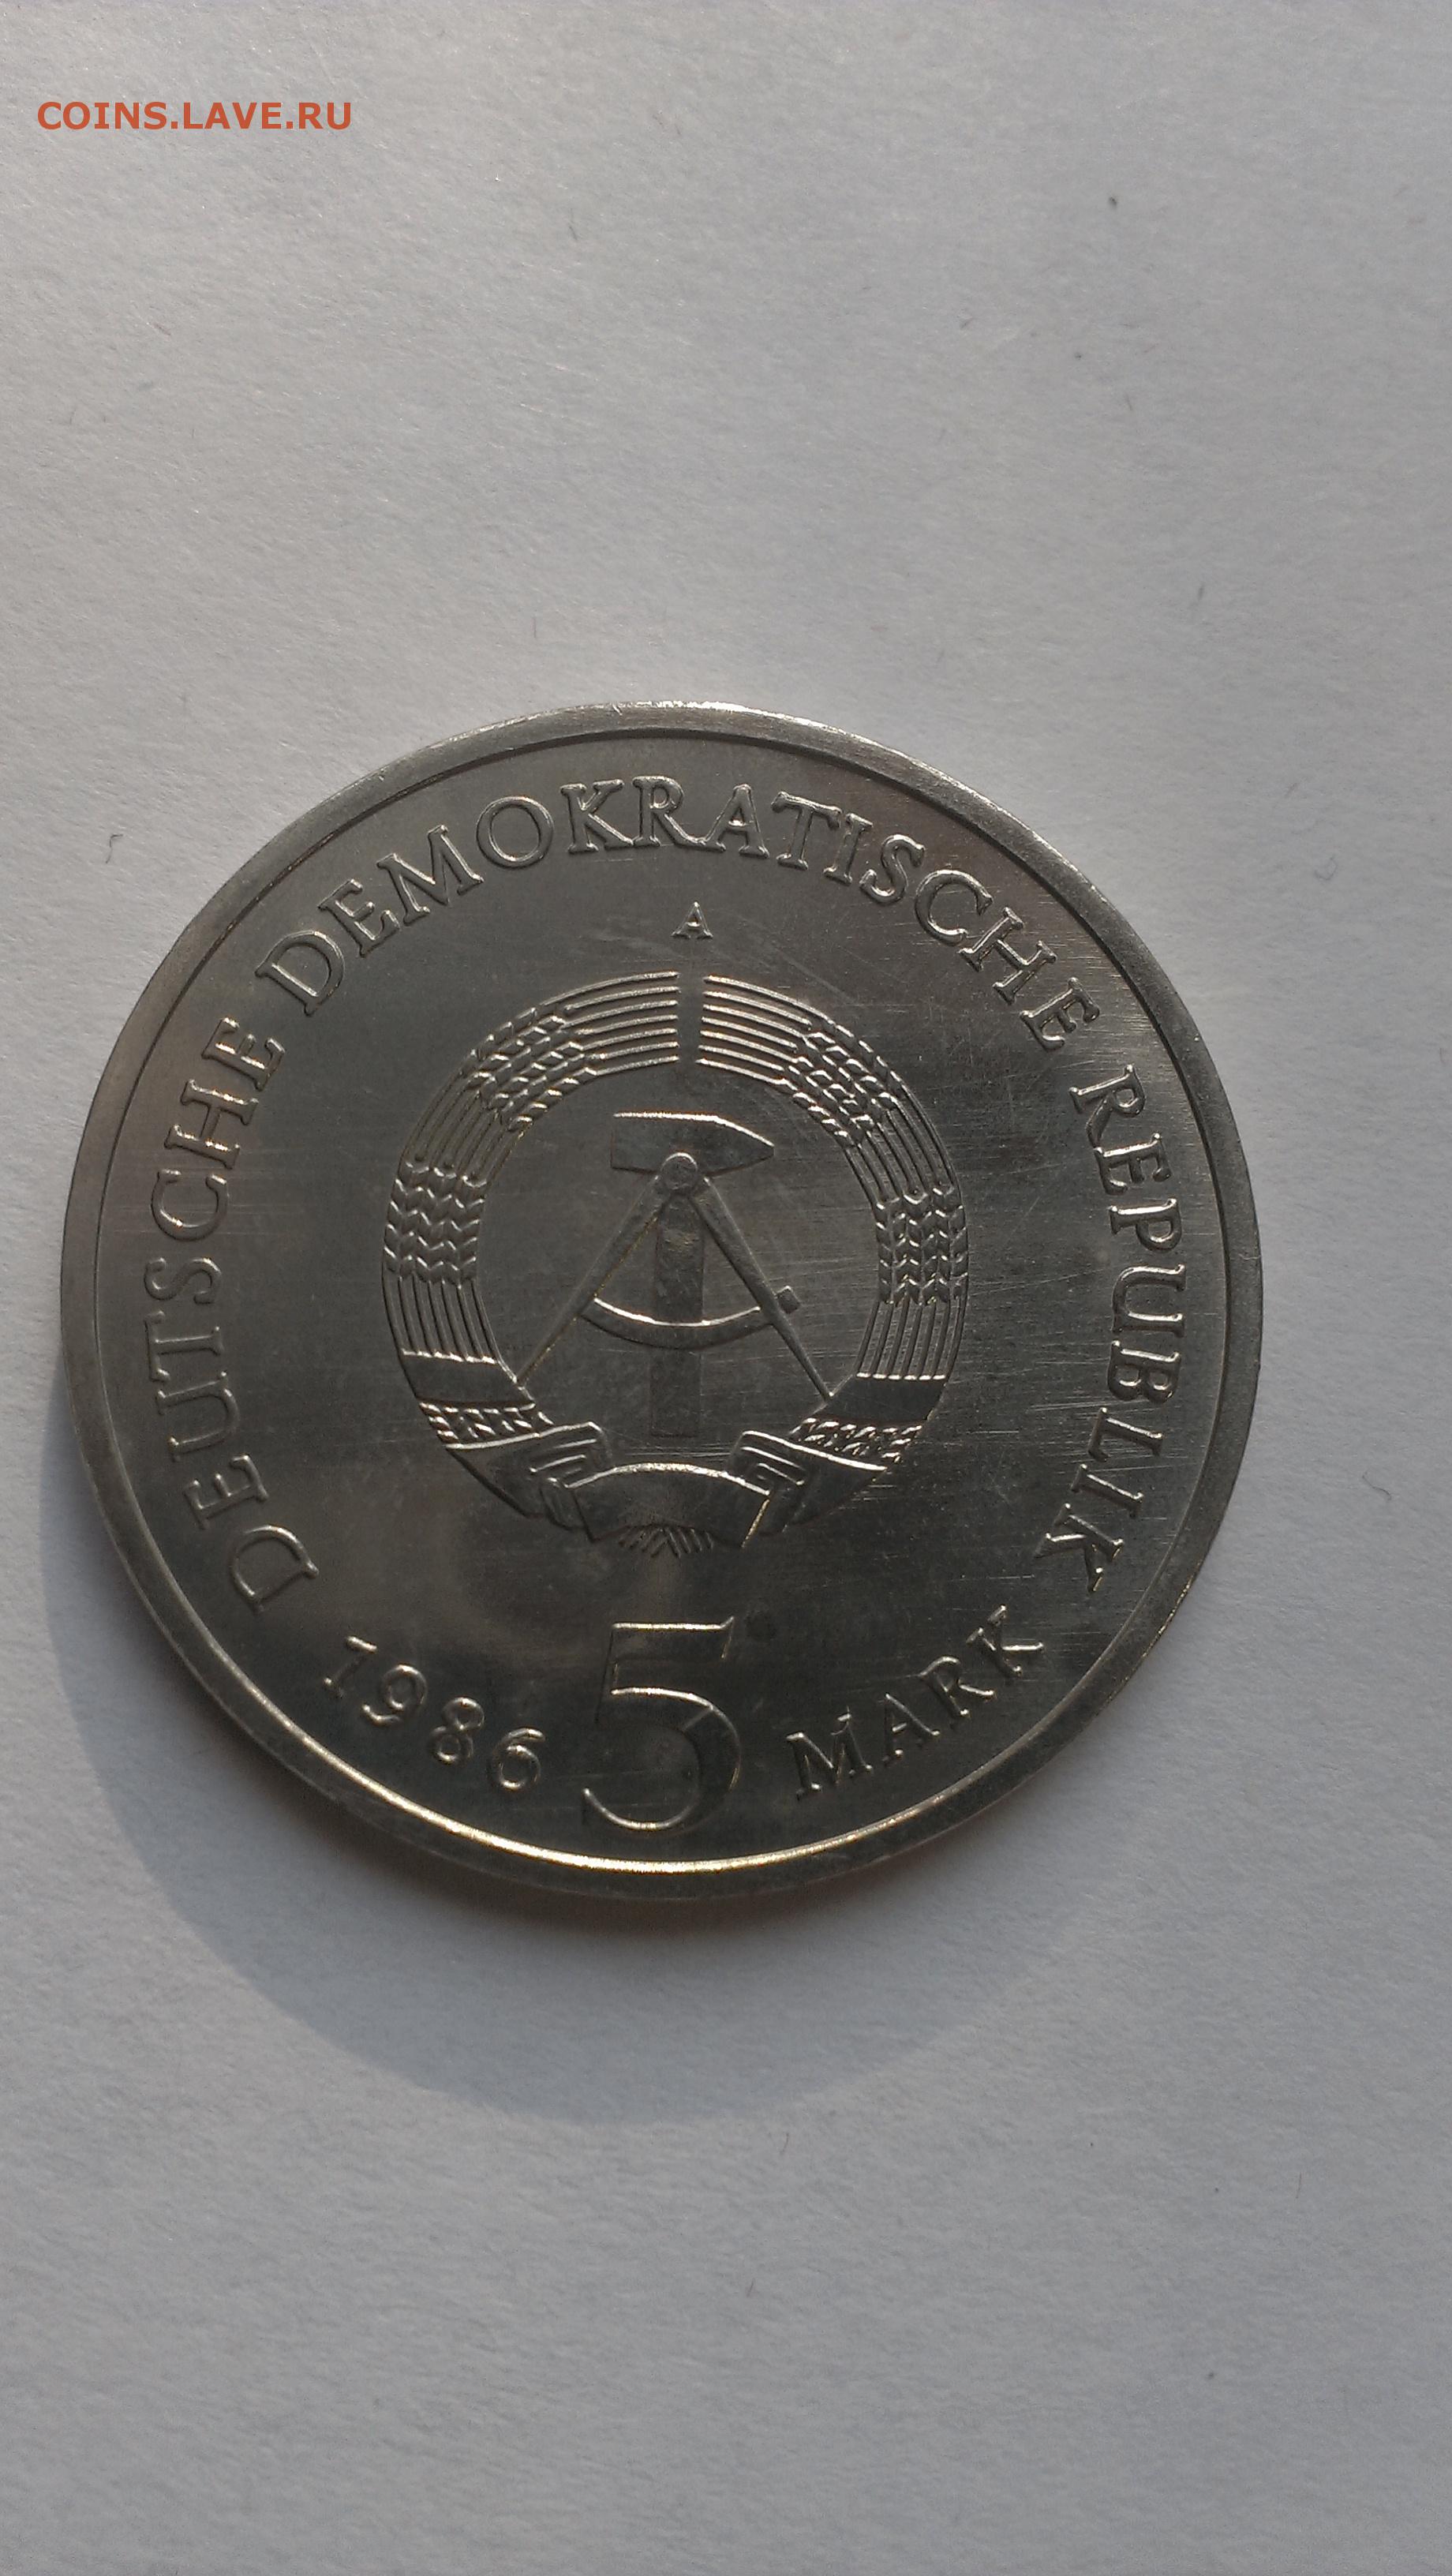 COINS.LAVE.RU
DEUTSCHE DEMOKRATISCHE REPUBLIK
A
1986 5 MARK